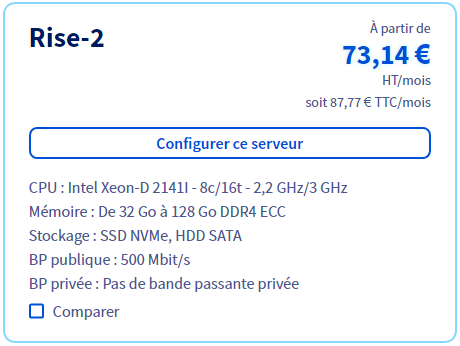 Rise-2
À partir de
73,14 €
HT/mois
soit 87,77 € TTC/mois
Configurer ce serveur
CPU : Intel Xeon-D 2141I - 8c/16t - 2,2 GHz/3 GHz
Mémoire : De 32 Go à 128 Go DDR4 ECC
Stockage : SSD NVMe, HDD SATA
BP publique : 500 Mbit/s
BP privée : Pas de bande passante privée
Comparer